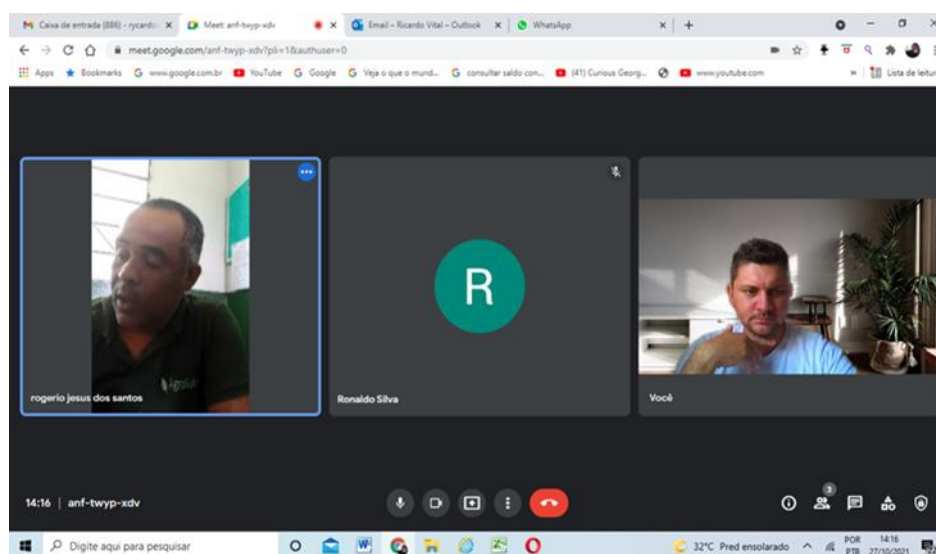 Caixa de entrada (886) - rycardo
Meet: anf-twyp-xdv
Email – Ricardo Vital – Outlook
WhatsApp
meet.google.com/anf-twyp-xdv?pli=1&authuser=0
Apps
Bookmarks
www.google.com.br
YouTube
Google
Veja o que o mund...
consultar saldo con...
(41) Curious Georg...
www.youtube.com
Lista de leitur
R
rogerio jesus dos santos
Ronaldo Silva
Você
14:16 | anf-twyp-xdv
3
Digite aqui para pesquisar
32°C Pred ensolarado
POR
PTB
14:16
27/10/2021